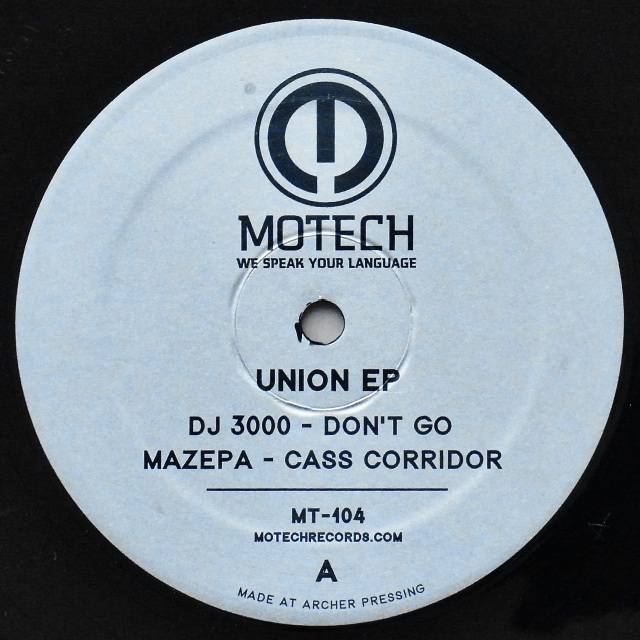 MOTECH
WE SPEAK YOUR LANGUAGE
UNION EP
DJ 3000 - DON'T GO
MAZEPA - CASS CORRIDOR
MT-104
MOTECHRECORDS.COM
A
MADE AT ARCHER PRESSING